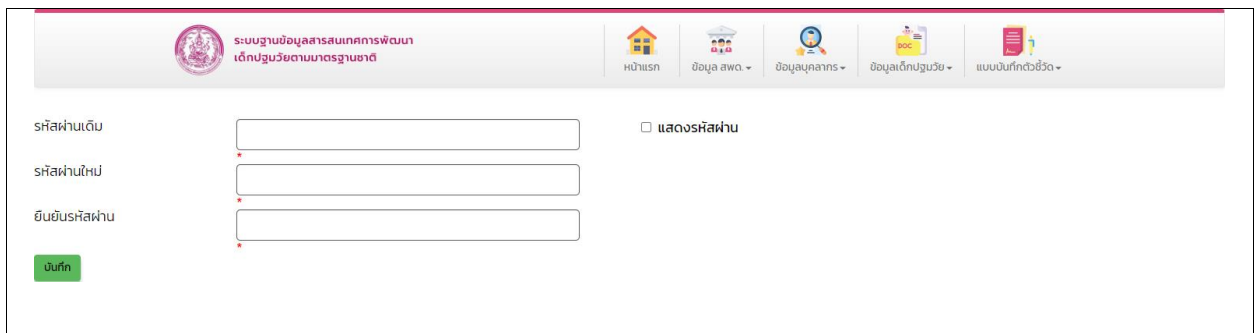 ระบบฐานข้อมูลสารสนเทศการพัฒนา
เด็กปฐมวัยตามมาตรฐานชาติ
หน้าแรก
ข้อมูล สพด.
ข้อมูลบุคลากร
DOC
ข้อมูลเด็กปฐมวัย
แบบบันทึกตัวชี้วัด
รหัสผ่านเดิม
แสดงรหัสผ่าน
*
รหัสผ่านใหม่
*
ยืนยันรหัสผ่าน
*
บันทึก